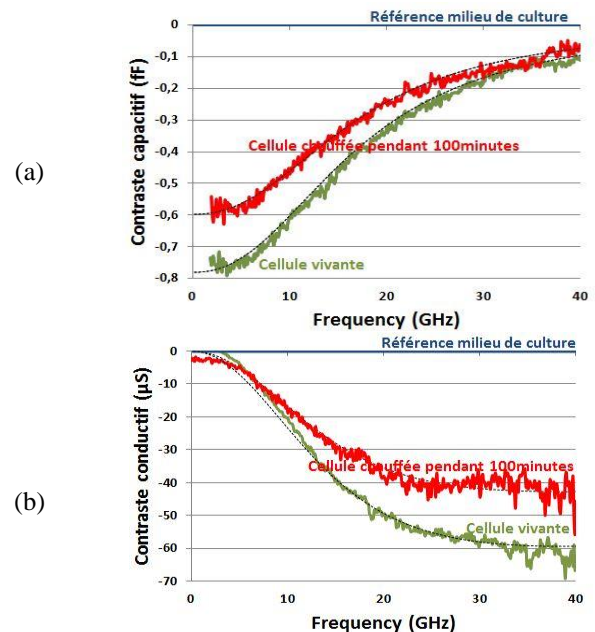 Référence milieu de culture
0
-0,1
-0,2
-0,3
-0,4
-0,5
-0,6
-0,7
-0,8
Contraste capacitif (fF)
(a)
Cellule chauffée pendant 100minutes
Cellule vivante
0 10 20 30 40
Frequency (GHz)
Référence milieu de culture
0
-10
-20
-30
-40
-50
-60
-70
Contraste conductif (µS)
(b)
Cellule chauffée pendant 100minutes
Cellule vivante
0 10 20 30 40
Frequency (GHz)